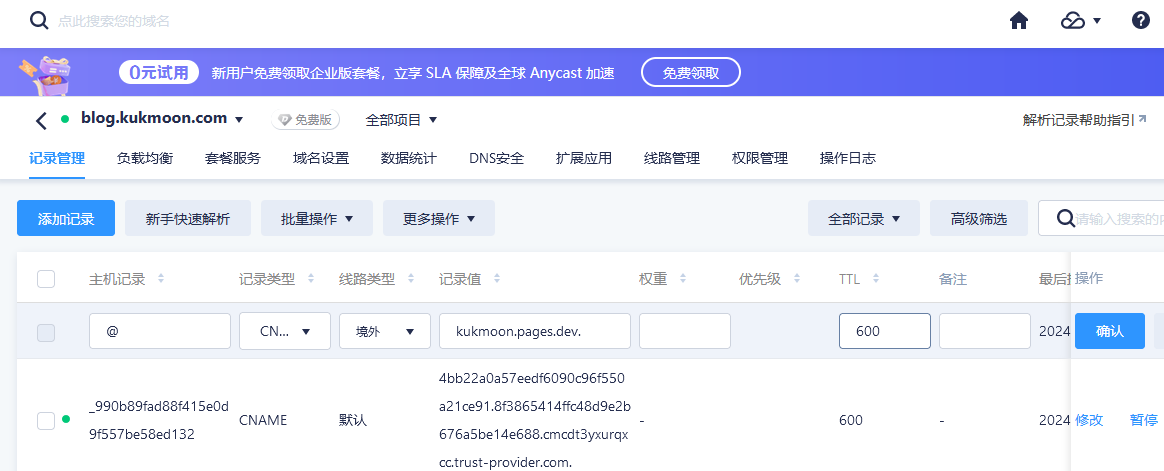 点此搜索您的域名
0元试用 新用户免费领取企业版套餐，立享 SLA 保障及全球 Anycast 加速 免费领取
blog.kukmoon.com 免费版 全部项目 解析记录帮助指引
记录管理 负载均衡 套餐服务 域名设置 数据统计 DNS安全 扩展应用 线路管理 权限管理 操作日志
添加记录 新手快速解析 批量操作 更多操作 全部记录 高级筛选 请输入搜索的
主机记录 记录类型 线路类型 记录值 权重 优先级 TTL 备注 最后 操作
@ CN... 境外 kukmoon.pages.dev. 600 2024 确认
4bb22a0a57eedf6090c96f550
_990b89fad88f415e0d a21ce91.8f3865414ffc48d9e2b
CNAME 默认 - 600 - 2024 修改 暂停
9f557be58ed132 676a5be14e688.cmcdt3yxurqx
cc.trust-provider.com.